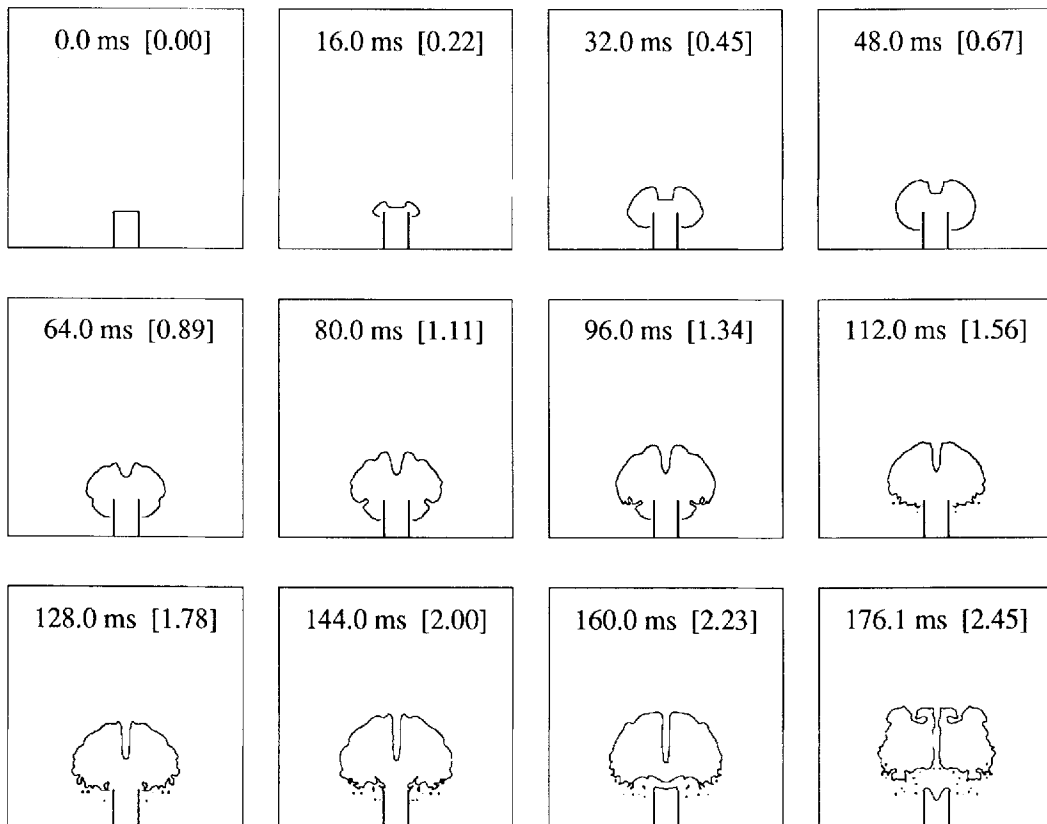 0.0 ms [0.00]
16.0 ms [0.22]
32.0 ms [0.45]
48.0 ms [0.67]
64.0 ms [0.89]
80.0 ms [1.11]
96.0 ms [1.34]
112.0 ms [1.56]
128.0 ms [1.78]
144.0 ms [2.00]
160.0 ms [2.23]
176.1 ms [2.45]